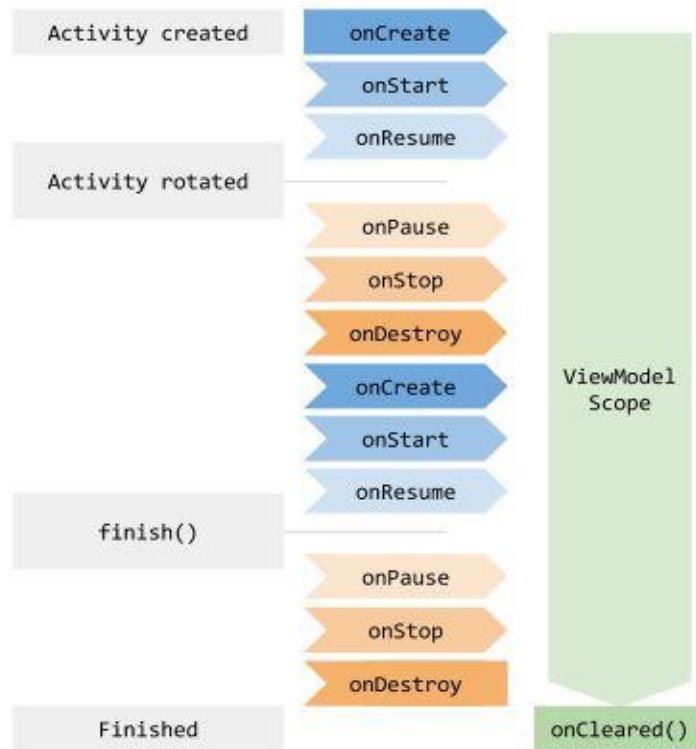 Activity created
onCreate
onStart
onResume
Activity rotated
onPause
onStop
onDestroy
onCreate
ViewModel
Scope
onStart
onResume
finish()
onPause
onStop
onDestroy
Finished
onCleared()